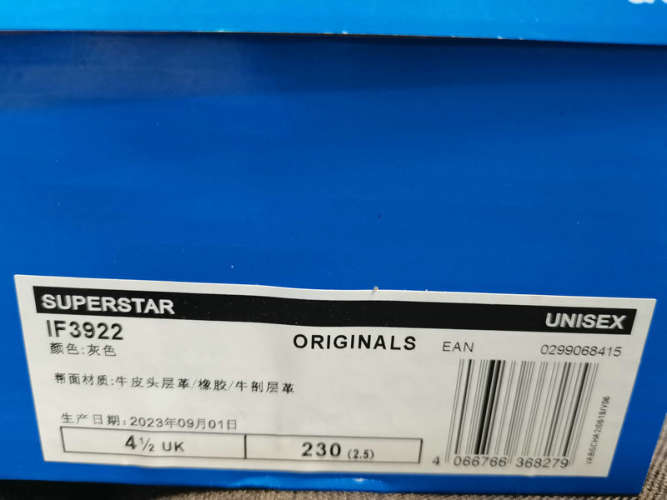 SUPERSTAR UNISEX
IF3922 ORIGINALS EAN 0299068415
颜色:灰色
帮面材质:牛皮头层革/橡胶/牛剖层革
生产日期:2023年09月01日
4½ UK 230 (2.5)
4 066766 368279